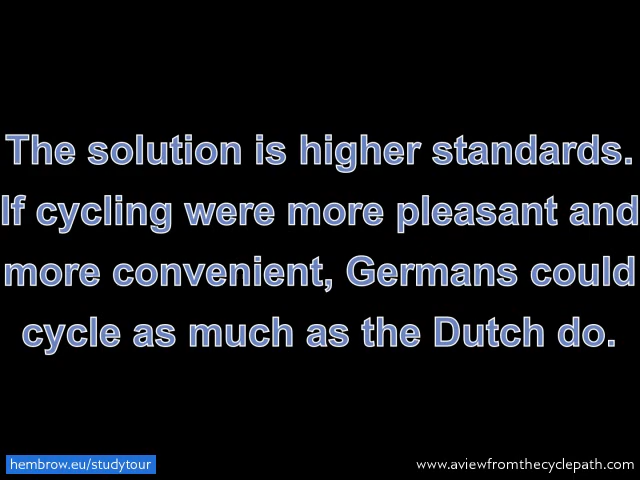 The solution is higher standards.
If cycling were more pleasant and
more convenient, Germans could
cycle as much as the Dutch do.
hembrow.eu/studytour
www.aviewfromthecyclepath.com